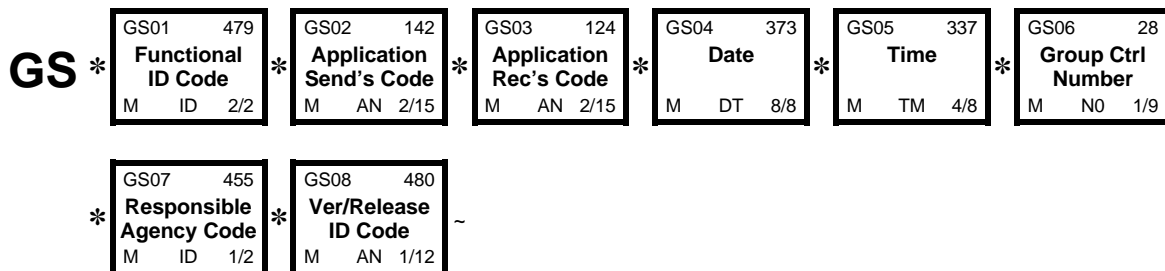 GS * GS01 479 * GS02 142 * GS03 124 * GS04 373 * GS05 337 * GS06 28
Functional Application Application Date Time Group Ctrl
ID Code Send's Code Rec's Code Number
M ID 2/2 M AN 2/15 M AN 2/15 M DT 8/8 M TM 4/8 M N0 1/9
* GS07 455 * GS08 480 ~
Responsible Ver/Release
Agency Code ID Code
M ID 1/2 M AN 1/12